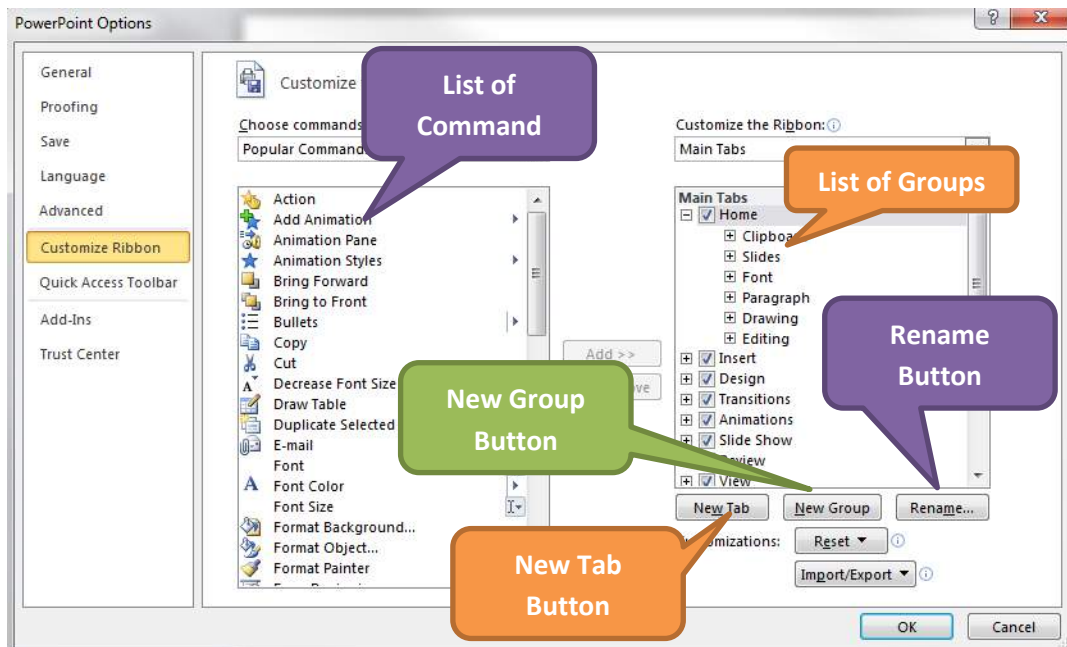 PowerPoint Options
General
Proofing
Save
Language
Advanced
Customize Ribbon
Quick Access Toolbar
Add-Ins
Trust Center
Customize
Choose commands
Popular Comman
List of
Command
Action
Add Animation
Animation Pane
Animation Styles
Bring Forward
Bring to Front
Bullets
Copy
Cut
Decrease Font Size
Draw Table
Duplicate Selected
E-mail
Font
Font Color
Font Size
Format Background...
Format Object...
Format Painter
Add >>
New Group
Button
New Tab
Button
Customize the Ribbon:
Main Tabs
List of Groups
Main Tabs
Home
Clipboa
Slides
Font
Paragraph
Drawing
Editing
Insert
Design
Transitions
Animations
Slide Show
Review
View
Rename
Button
New Tab
New Group
Rename...
omizations:
Reset
Import/Export
OK
Cancel